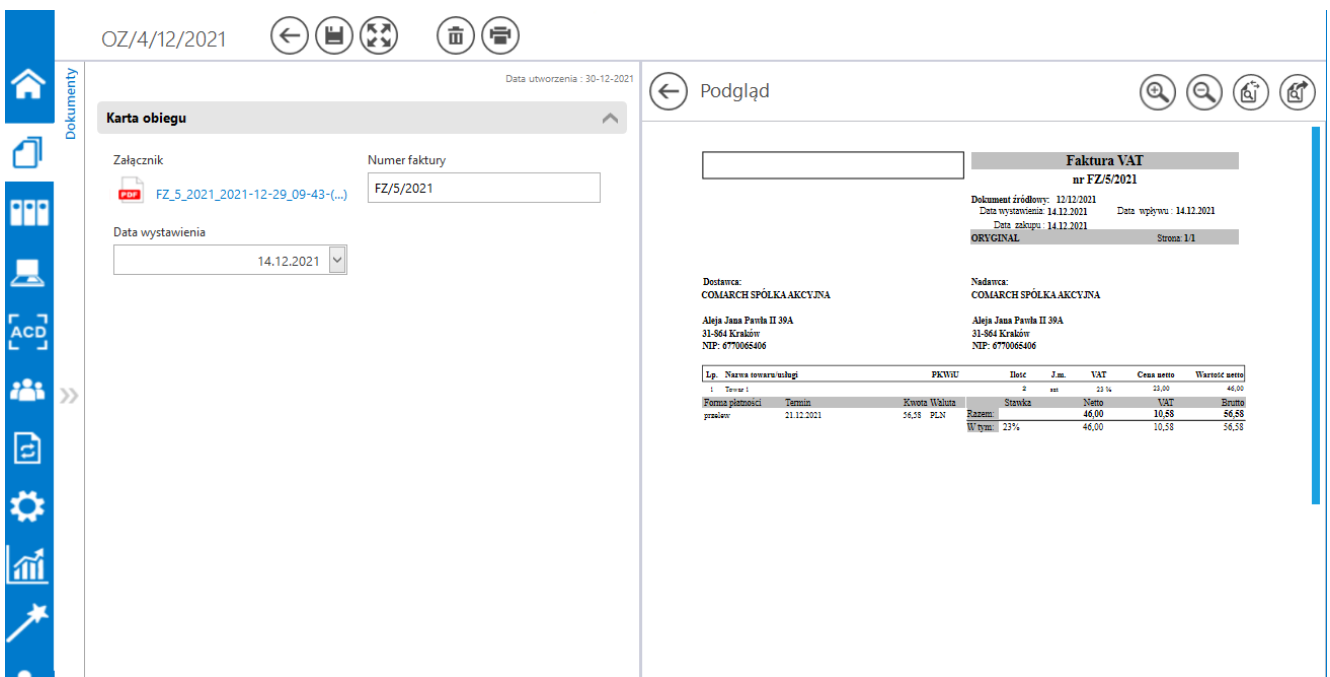 OZ/4/12/2021
Dokumenty
ACD
Data utworzenia : 30-12-2021
Karta obiegu
Załącznik
Numer faktury
PDF
FZ_5_2021_2021-12-29_09-43-(...)
FZ/5/2021
Data wystawienia
14.12.2021
Podgląd
Faktura VAT
nr FZ/5/2021
Dokument źródłowy: 12/12/2021
Data wystawienia: 14.12.2021 Data wpływu : 14.12.2021
Data zakupu : 14.12.2021
ORYGINAL Strona: 1/1
Dostawca: Nadawca:
COMARCH SPÓLKA AKCYJNA COMARCH SPÓLKA AKCYJNA
Aleja Jana Pawła II 39A Aleja Jana Pawła II 39A
31-864 Kraków 31-864 Kraków
NIP: 6770065406 NIP: 6770065406
Lp. Nazwa towaru/usługi PKWiU Ilość J.m. VAT Cena netto Wartość netto
1 Towar 1 2 szt 23 % 23,00 46,00
Forma płatności Termin Kwota Waluta Stawka Netto VAT Brutto
przelew 21.12.2021 56,58 PLN Razem: 46,00 10,58 56,58
W tym: 23% 46,00 10,58 56,58